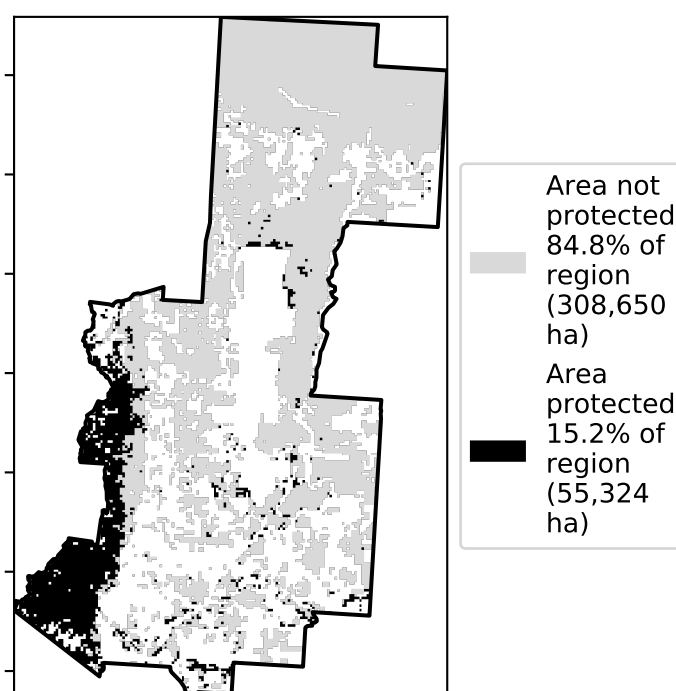 Area not
protected
84.8% of
region
(308,650
ha)
Area
protected
15.2% of
region
(55,324
ha)